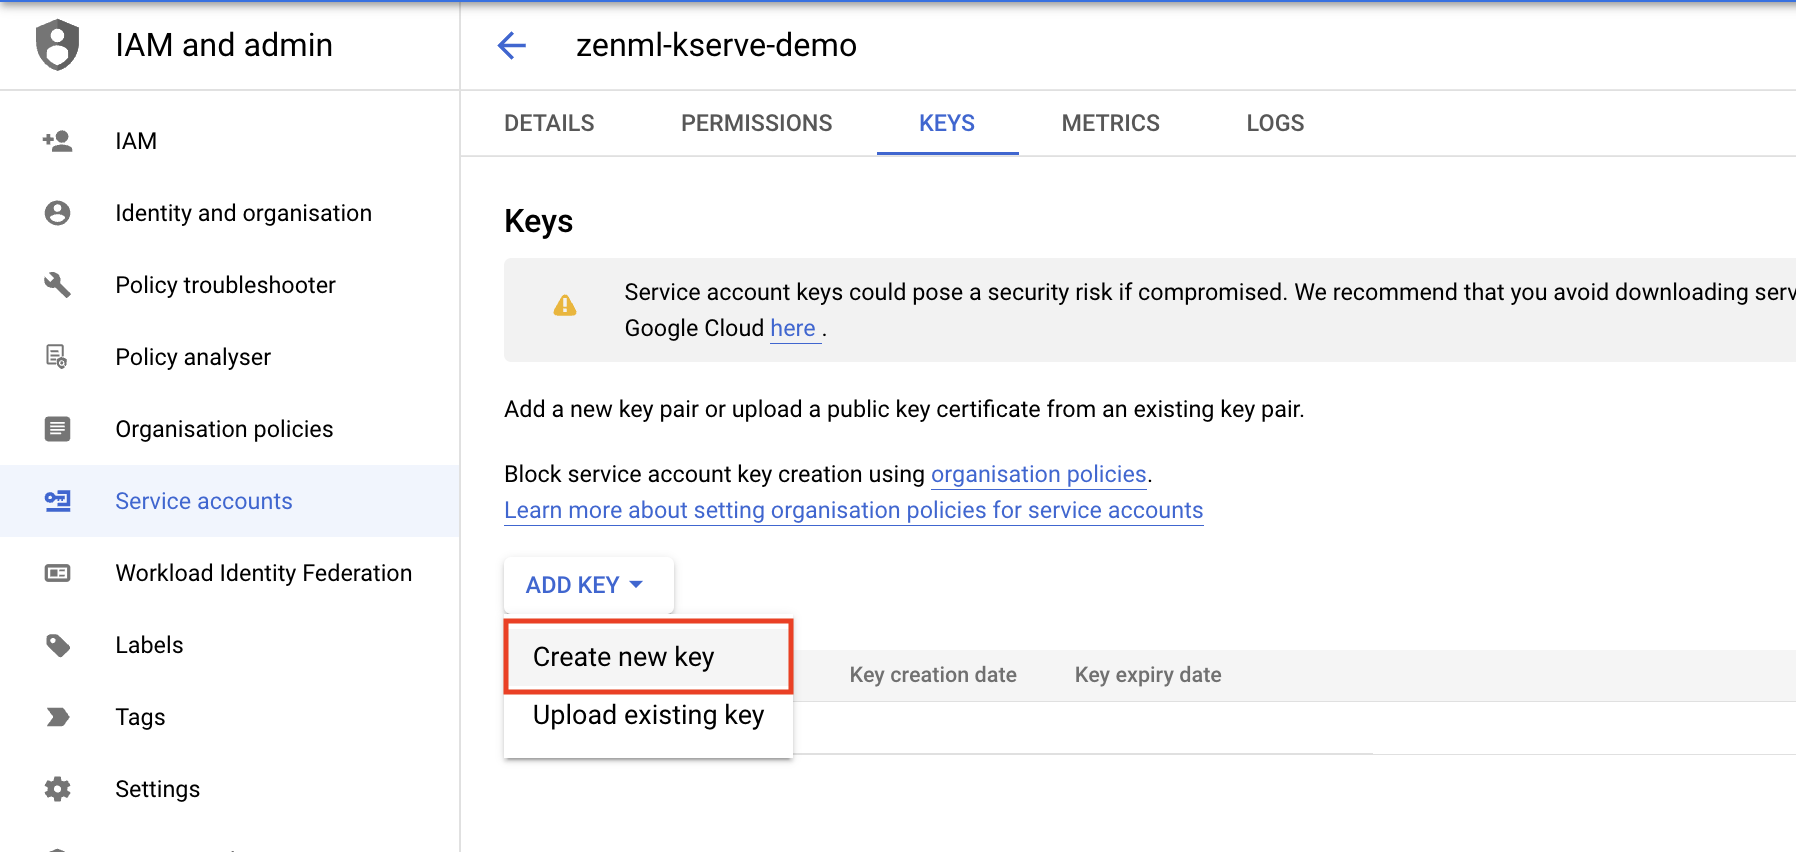 IAM and admin
zenml-kserve-demo
IAM
Identity and organisation
Policy troubleshooter
Policy analyser
Organisation policies
Service accounts
Workload Identity Federation
Labels
Tags
Settings
DETAILS PERMISSIONS KEYS METRICS LOGS
Keys
Service account keys could pose a security risk if compromised. We recommend that you avoid downloading
Google Cloud here .
Add a new key pair or upload a public key certificate from an existing key pair.
Block service account key creation using organisation policies.
Learn more about setting organisation policies for service accounts
ADD KEY
Create new key
Key creation date Key expiry date
Upload existing key